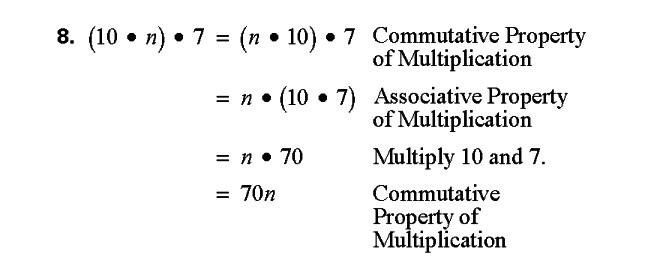 8. (10 • n) • 7 = (n • 10) • 7 Commutative Property
of Multiplication
= n • (10 • 7) Associative Property
of Multiplication
= n • 70 Multiply 10 and 7.
= 70n Commutative
Property of
Multiplication